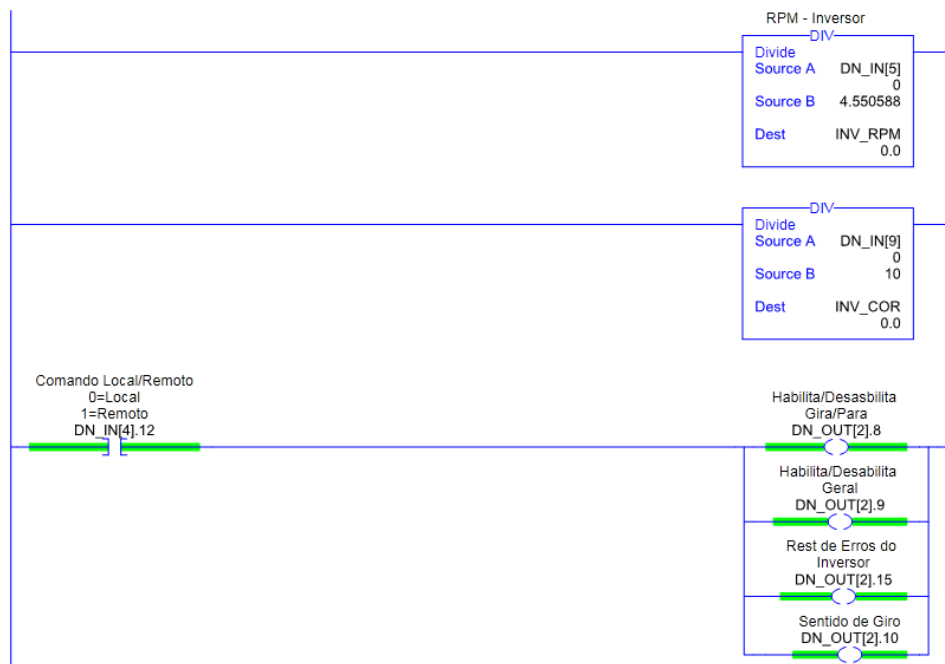 RPM - Inversor
DIV
Divide
Source A DN_IN[5]
0
Source B 4.550588
Dest INV_RPM
0.0
DIV
Divide
Source A DN_IN[9]
0
Source B 10
Dest INV_COR
0.0
Comando Local/Remoto
0=Local
1=Remoto
DN_IN[4].12
Habilita/Desasbilita
Gira/Para
DN_OUT[2].8
Habilita/Desabilita
Geral
DN_OUT[2].9
Rest de Erros do
Inversor
DN_OUT[2].15
Sentido de Giro
DN_OUT[2].10